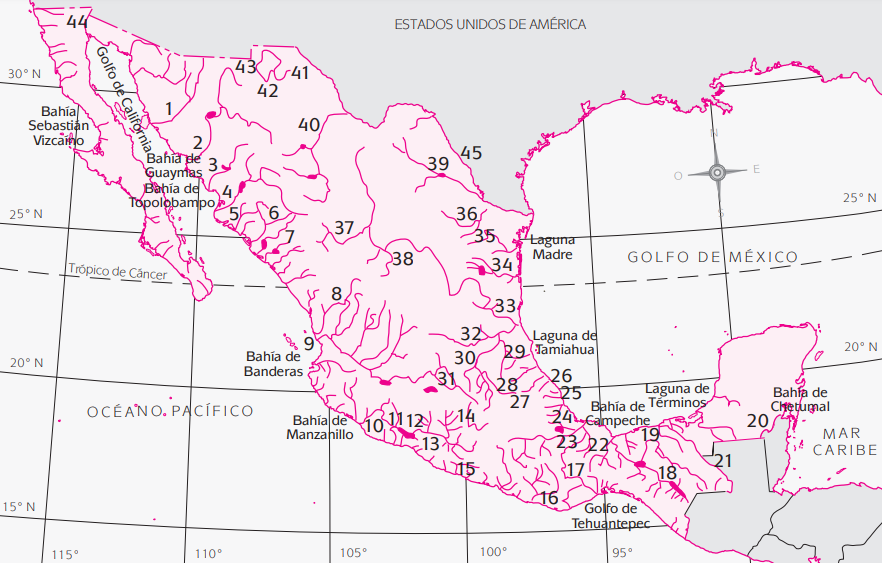 44
ESTADOS UNIDOS DE AMÉRICA
43
41
42
30° N
Golfo de California
1
Bahía
Sebastián
Vizcaíno
40
N
2
45
39
Bahía de
Guaymas
3
O
E
Bahía de
Topolobampo
4
25° N
25° N
5
6
36
S
37
7
35
Laguna
Madre
38
34
GOLFO DE MÉXICO
Trópico de Cáncer
8
33
32
Laguna de
Tamiahua
9
29
20° N
Bahía de
Banderas
30
20° N
31
28
26
25
27
Laguna de
Términos
Bahía de
Chetumal
OCÉANO PACÍFICO
Bahía de
Manzanillo
10
11
12
14
24
Bahía de
Campeche
20
MAR
CARIBE
13
23
22
19
15
17
18
21
16
15° N
Golfo de
Tehuantepec
115°
110°
105°
100°
95°